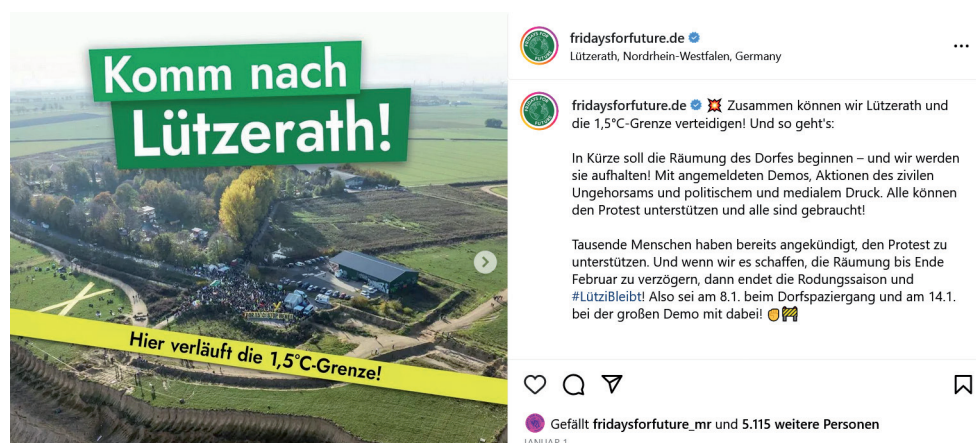 Komm nach
Lützerath!
Hier verläuft die 1,5°C-Grenze!
fridaysforfuture.de
Lützerath, Nordrhein-Westfalen, Germany
fridaysforfuture.de 💥 Zusammen können wir Lützerath und
die 1,5°C-Grenze verteidigen! Und so geht's:
In Kürze soll die Räumung des Dorfes beginnen – und wir werden
sie aufhalten! Mit angemeldeten Demos, Aktionen des zivilen
Ungehorsams und politischem und medialem Druck. Alle können
den Protest unterstützen und alle sind gebraucht!
Tausende Menschen haben bereits angekündigt, den Protest zu
unterstützen. Und wenn wir es schaffen, die Räumung bis Ende
Februar zu verzögern, dann endet die Rodungssaison und
#LütziBleibt! Also sei am 8.1. beim Dorfspaziergang und am 14.1.
bei der großen Demo mit dabei! ✊🚧
Gefällt fridaysforfuture_mr und 5.115 weitere Personen
JANUAR 1